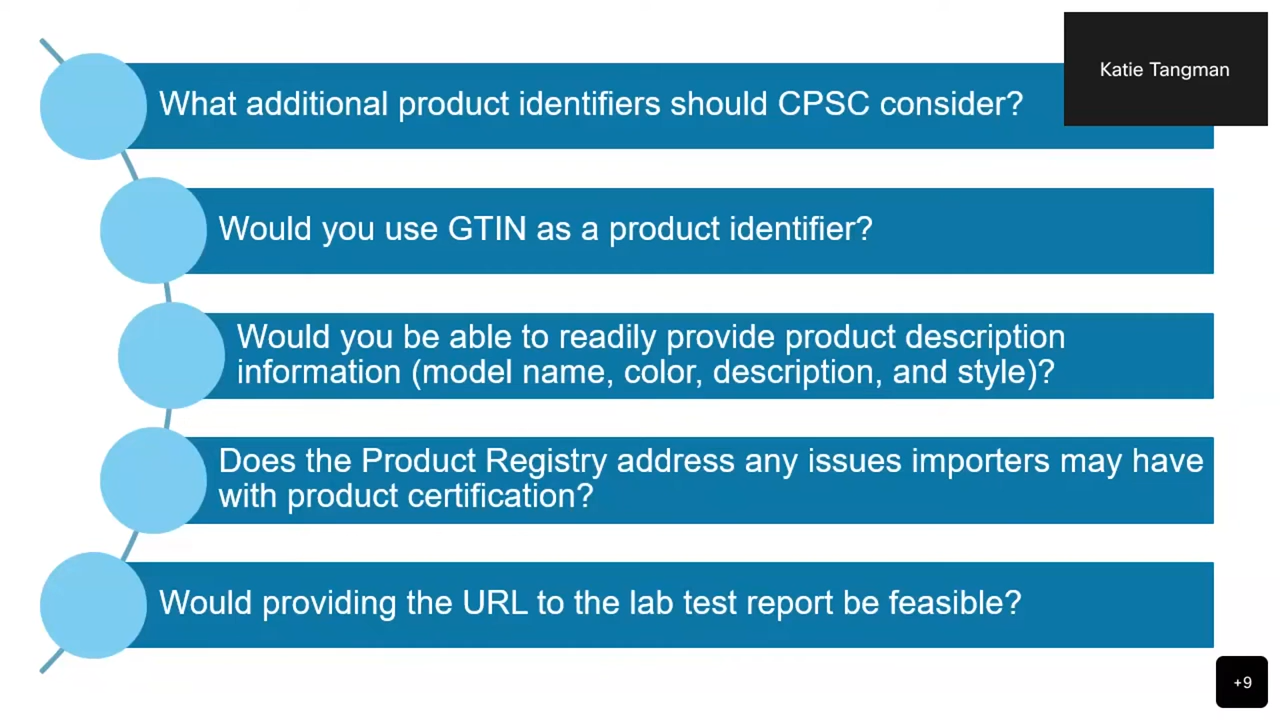 Katie Tangman
What additional product identifiers should CPSC consider?
Would you use GTIN as a product identifier?
Would you be able to readily provide product description
information (model name, color, description, and style)?
Does the Product Registry address any issues importers may have
with product certification?
Would providing the URL to the lab test report be feasible?
+9